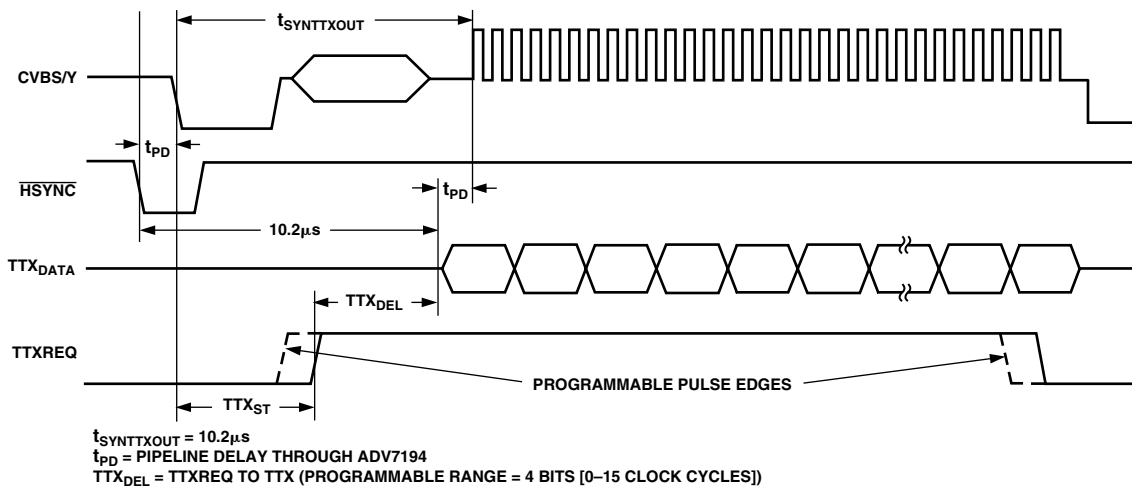 tSYNTTXOUT
CVBS/Y
tPD
HSYNC
tPD
10.2μs
TTXDATA
TTXDEL
TTXREQ
PROGRAMMABLE PULSE EDGES
TTXST
tSYNTTXOUT = 10.2μs
tPD = PIPELINE DELAY THROUGH ADV7194
TTXDEL = TTXREQ TO TTX (PROGRAMMABLE RANGE = 4 BITS [0–15 CLOCK CYCLES])